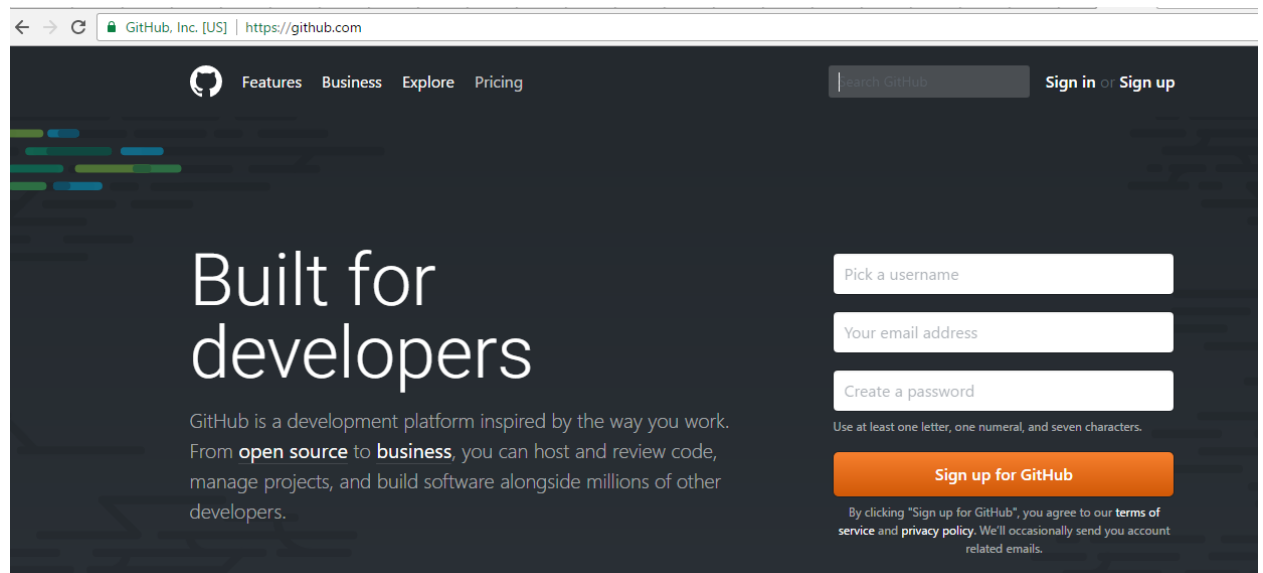 GitHub, Inc. [US] | https://github.com
Features Business Explore Pricing
Search GitHub
Sign in or Sign up
Built for
developers
GitHub is a development platform inspired by the way you work.
From open source to business, you can host and review code,
manage projects, and build software alongside millions of other
developers.
Pick a username
Your email address
Create a password
Use at least one letter, one numeral, and seven characters.
Sign up for GitHub
By clicking "Sign up for GitHub", you agree to our terms of
service and privacy policy. We'll occasionally send you account
related emails.